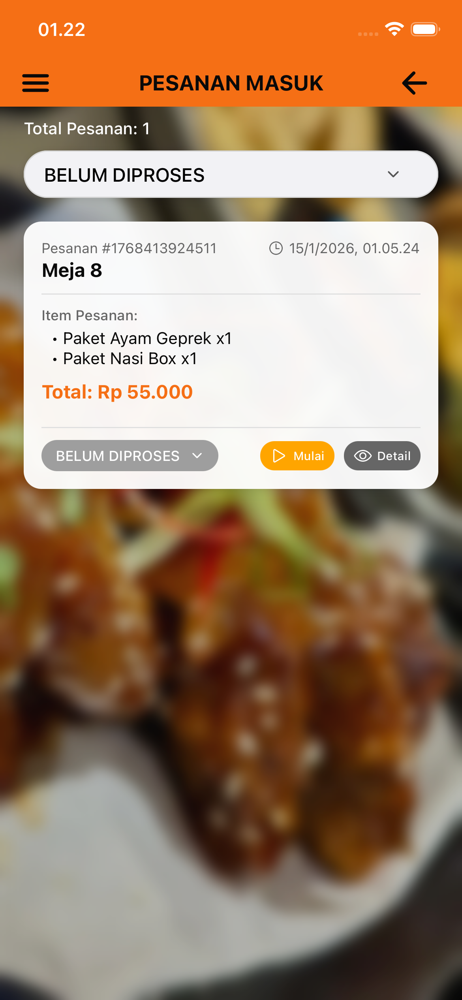 01.22
PESANAN MASUK
Total Pesanan: 1
BELUM DIPROSES
Pesanan #1768413924511
15/1/2026, 01.05.24
Meja 8
Item Pesanan:
• Paket Ayam Geprek x1
• Paket Nasi Box x1
Total: Rp 55.000
BELUM DIPROSES
Mulai
Detail